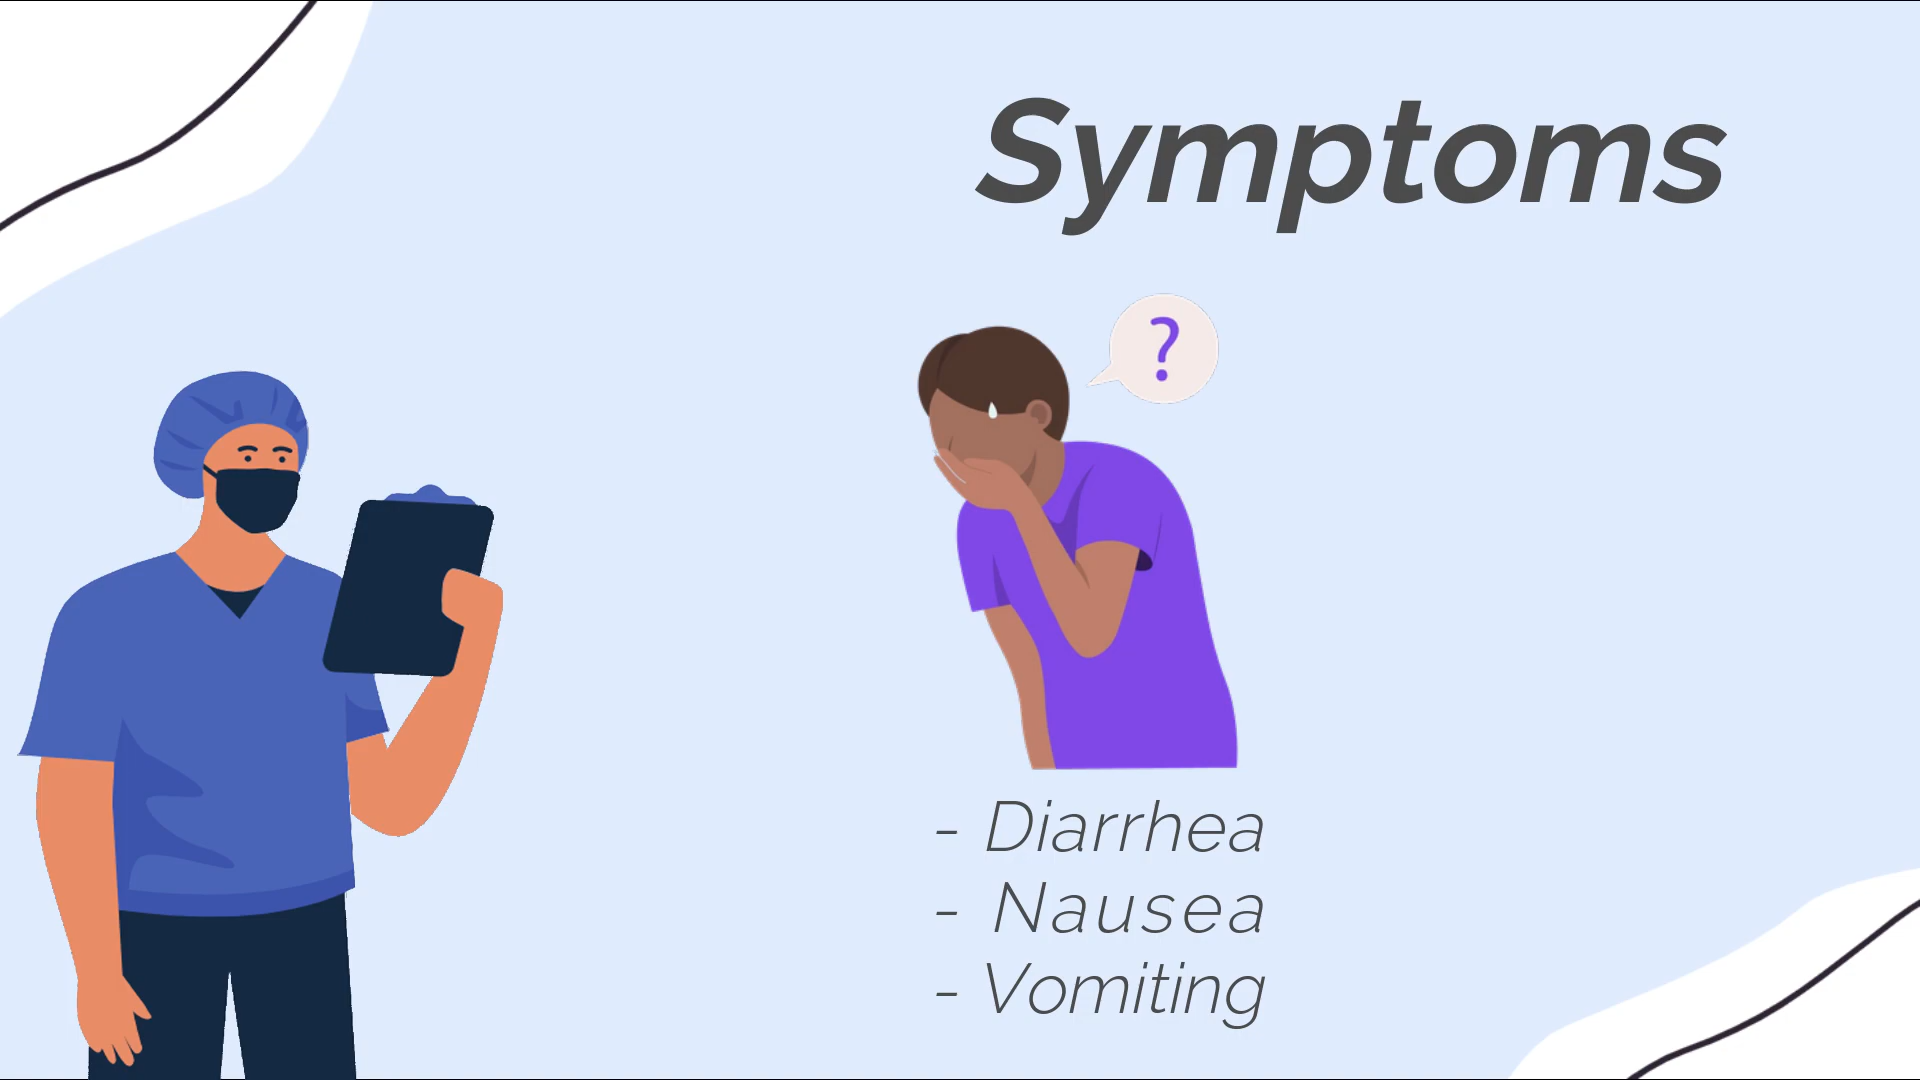 Symptoms
?
- Diarrhea
- Nausea
- Vomiting